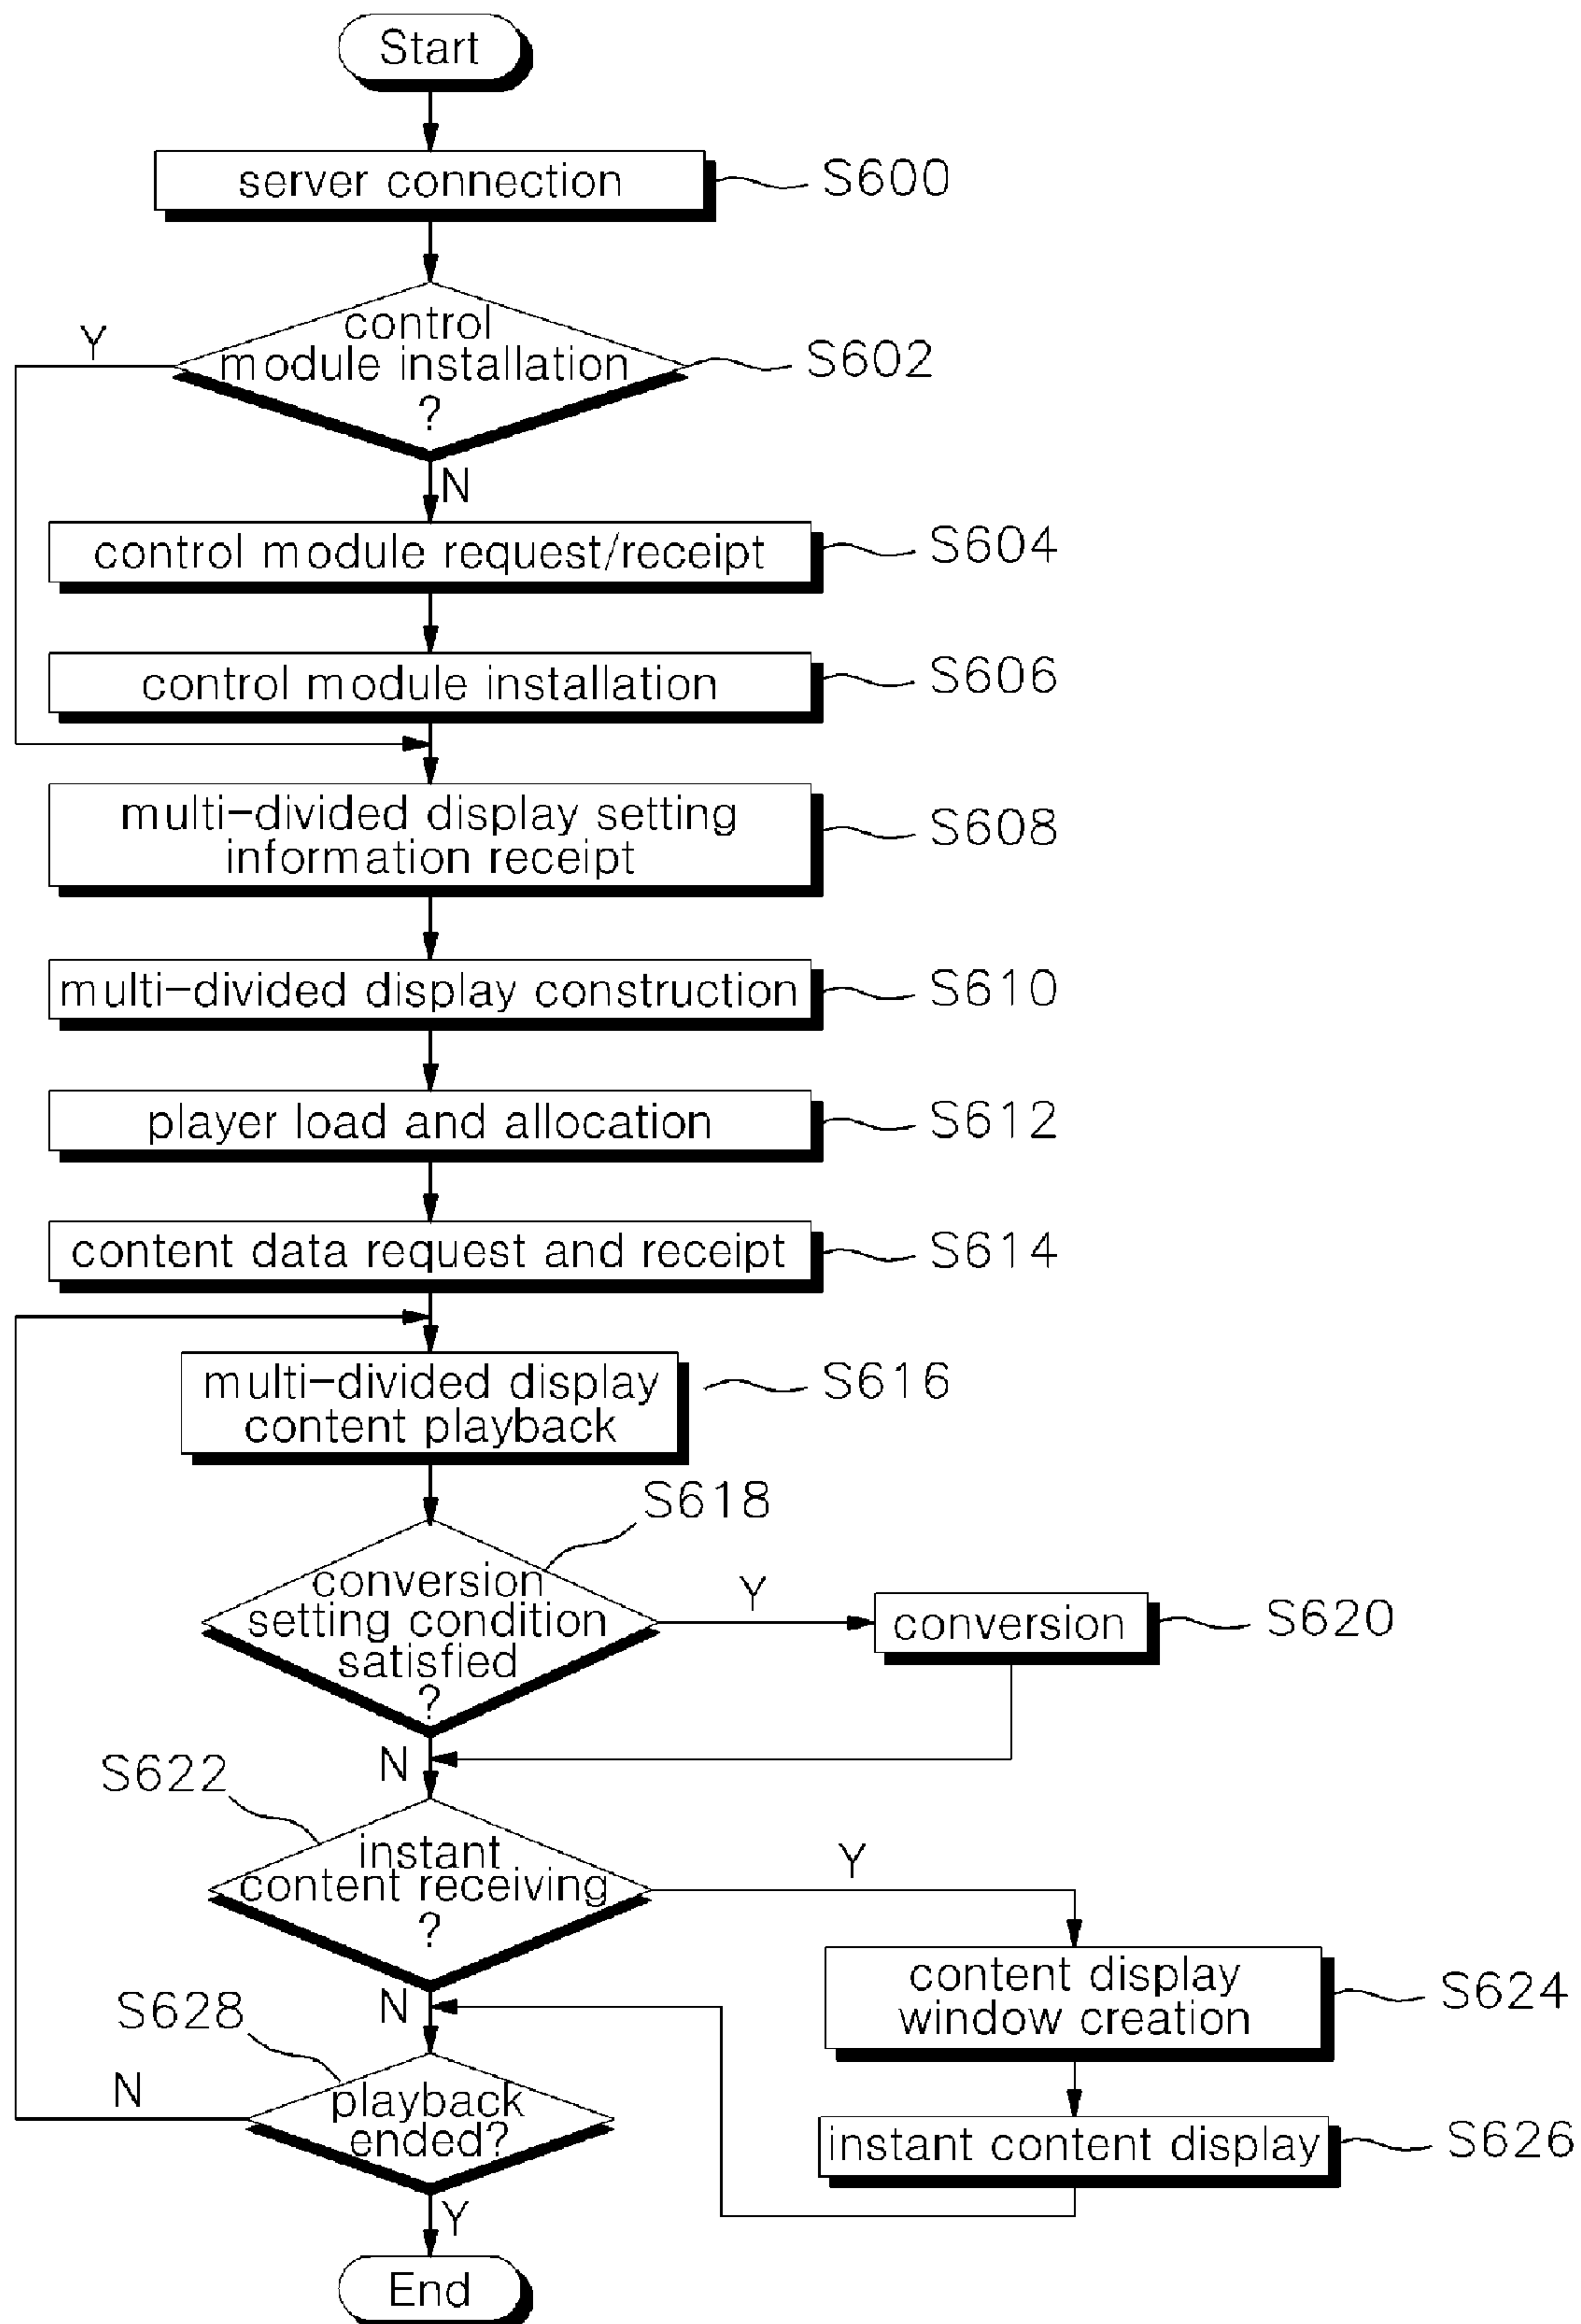 Start
server connection
S600
control
module installation
?
S602
Y
N
control module request/receipt
S604
control module installation
S606
multi-divided display setting
information receipt
S608
multi-divided display construction
S610
player load and allocation
S612
content data request and receipt
S614
multi-divided display
content playback
S616
S618
conversion
setting condition
satisfied
?
Y
conversion
S620
N
S622
instant
content receiving
?
Y
content display
window creation
S624
N
S628
playback
ended?
N
instant content display
S626
Y
End